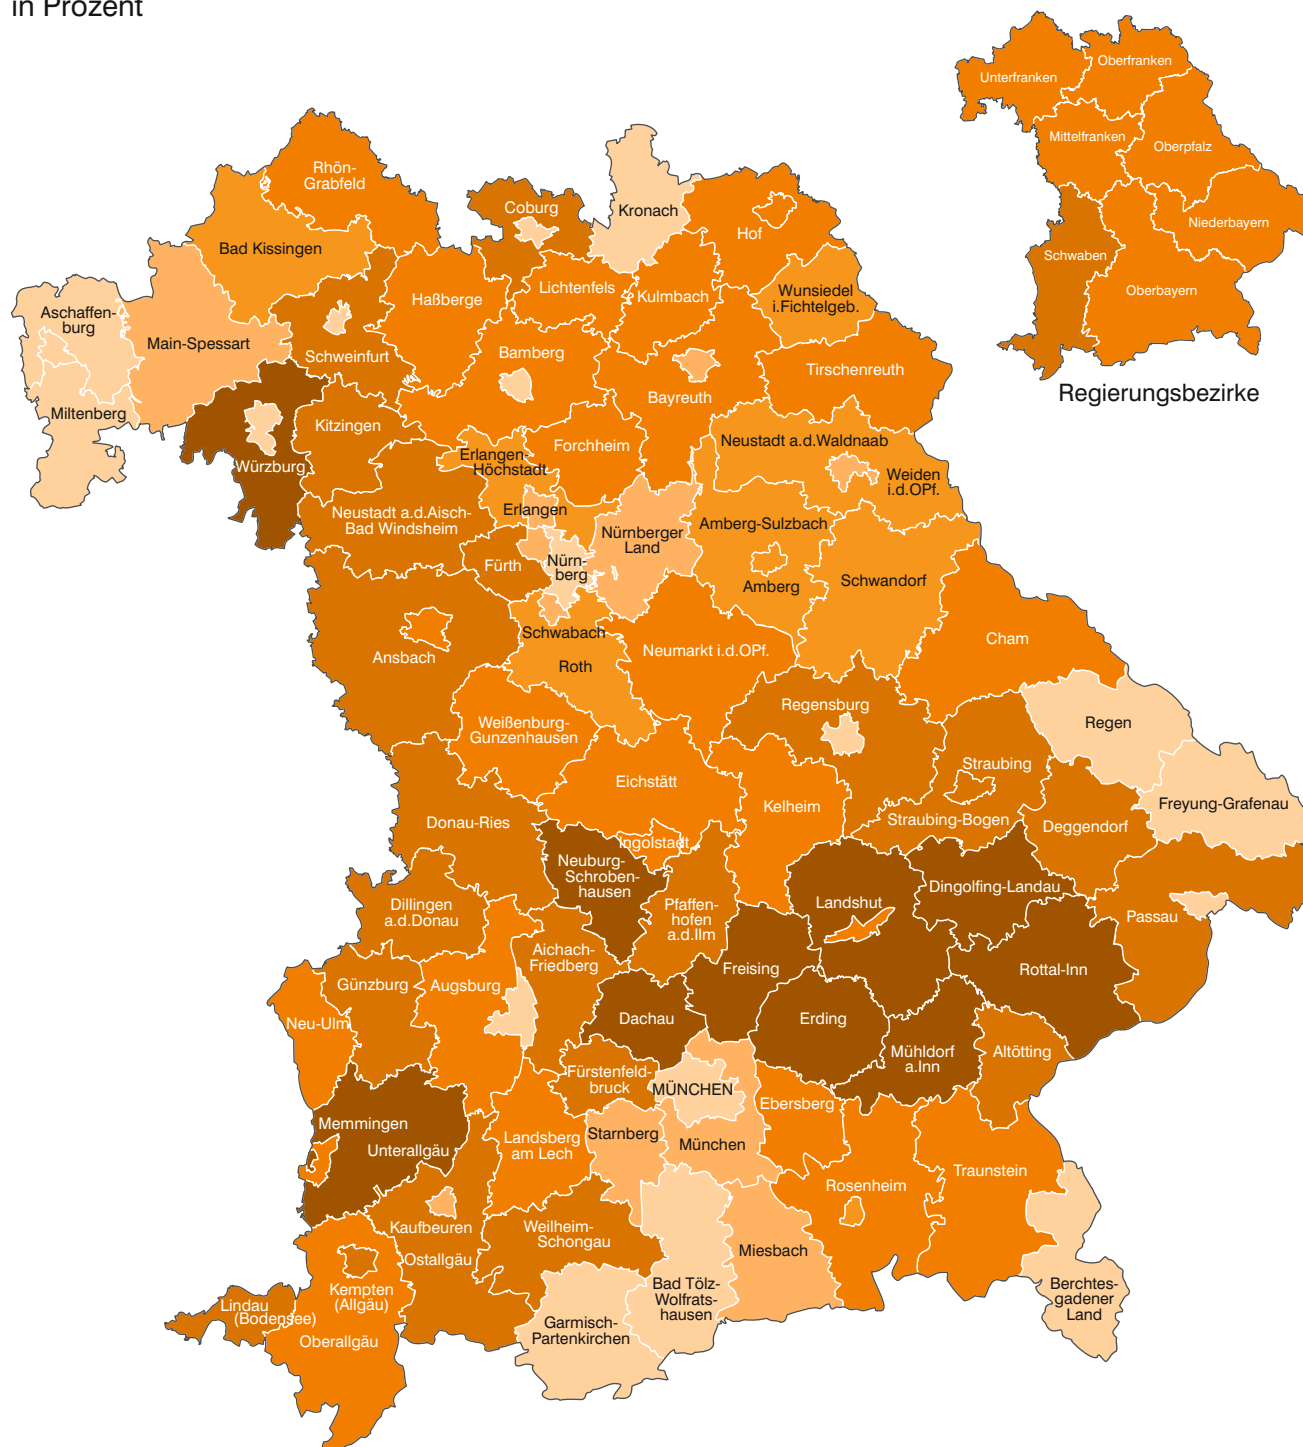 in Prozent
Unterfranken
Oberfranken
Mittelfranken
Oberpfalz
Niederbayern
Schwaben
Oberbayern
Regierungsbezirke
Rhön-
Grabfeld
Coburg
Kronach
Hof
Bad Kissingen
Haßberge
Lichtenfels
Kulmbach
Wunsiedel
i.Fichtelgeb.
Aschaffen-
burg
Main-Spessart
Schweinfurt
Bamberg
Bayreuth
Tirschenreuth
Miltenberg
Kitzingen
Würzburg
Forchheim
Erlangen-
Höchstadt
Neustadt a.d.Waldnaab
Weiden
i.d.OPf.
Neustadt a.d.Aisch-
Bad Windsheim
Erlangen
Nürnberger
Land
Amberg-Sulzbach
Fürth
Nürn-
berg
Amberg
Schwandorf
Schwabach
Roth
Ansbach
Neumarkt i.d.OPf.
Cham
Weißenburg-
Gunzenhausen
Regensburg
Regen
Eichstätt
Kelheim
Straubing
Straubing-Bogen
Deggendorf
Freyung-Grafenau
Donau-Ries
Ingolstadt
Neuburg-
Schroben-
hausen
Dillingen
a.d.Donau
Pfaffen-
hofen
a.d.Ilm
Landshut
Dingolfing-Landau
Passau
Aichach-
Friedberg
Freising
Rottal-Inn
Günzburg
Augsburg
Neu-Ulm
Dachau
Erding
Mühldorf
a.Inn
Altötting
Fürstenfeld-
bruck
MÜNCHEN
Ebersberg
Memmingen
Unterallgäu
Landsberg
am Lech
Starnberg
München
Traunstein
Rosenheim
Kaufbeuren
Ostallgäu
Weilheim-
Schongau
Miesbach
Kempten
(Allgäu)
Lindau
(Bodensee)
Oberallgäu
Garmisch-
Partenkirchen
Bad Tölz-
Wolfrats-
hausen
Berchtes-
gadener
Land